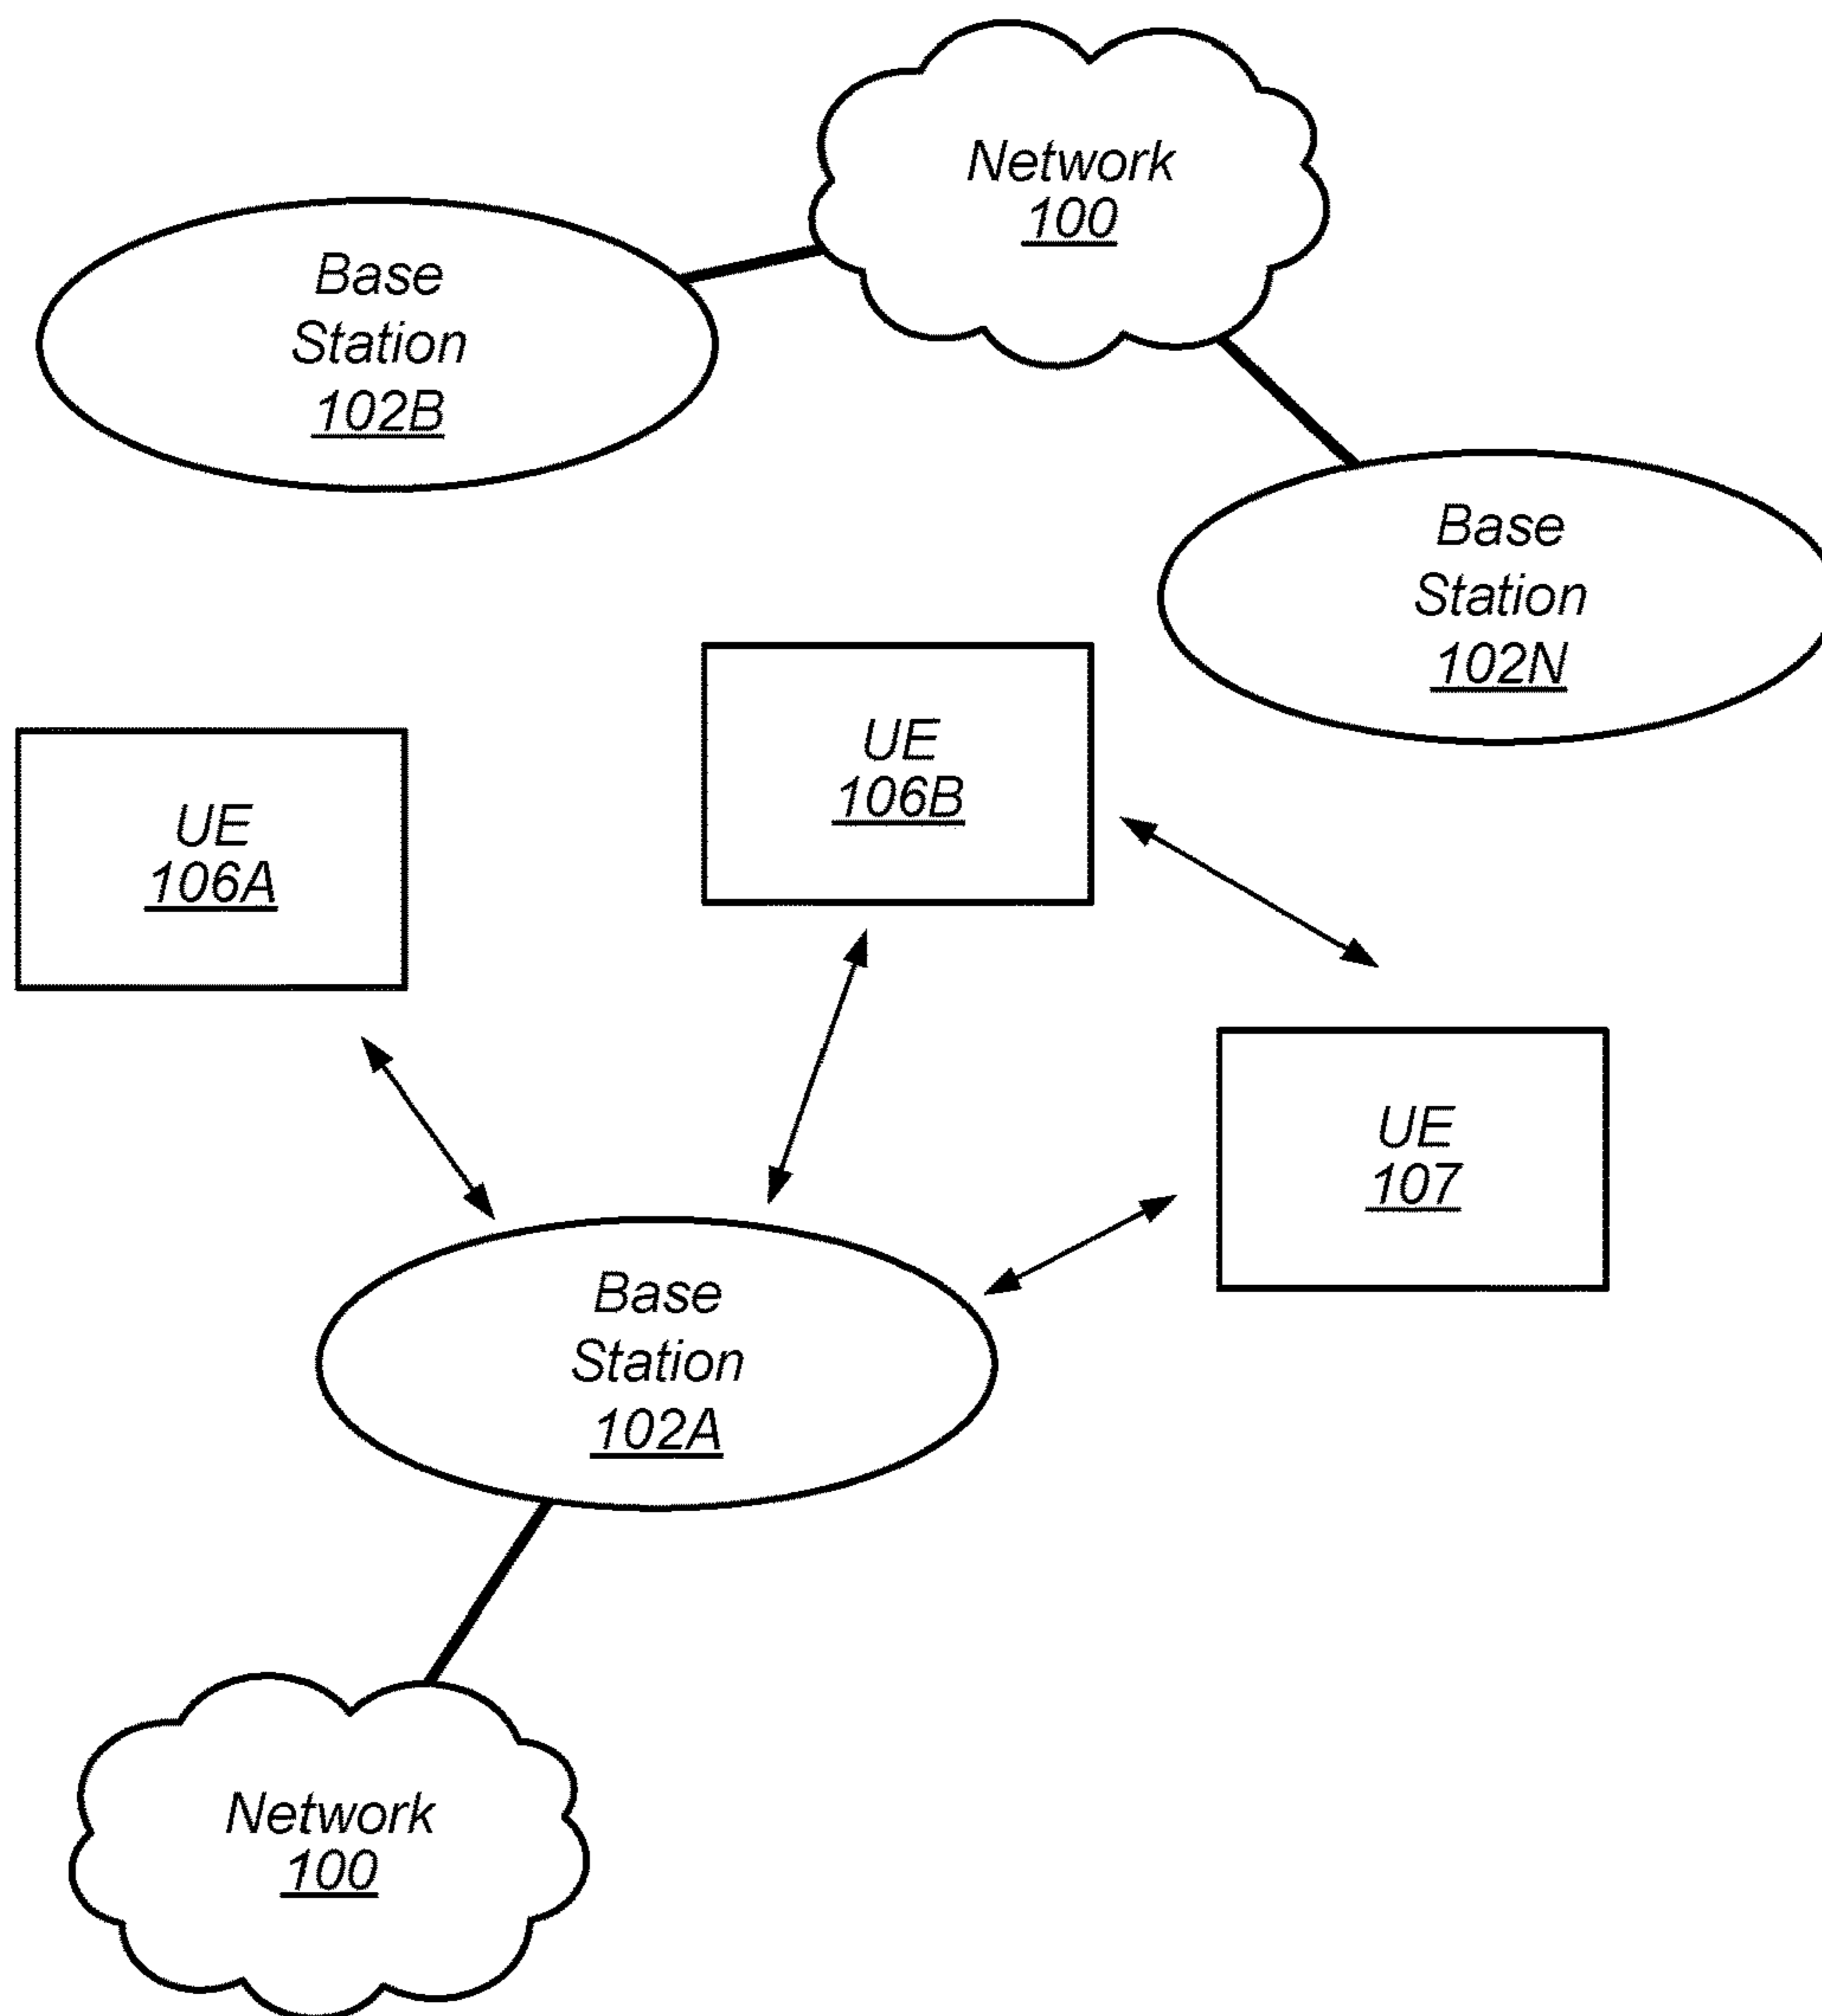 Network
100
Base
Station
102B
Base
Station
102N
UE
106B
UE
106A
UE
107
Base
Station
102A
Network
100